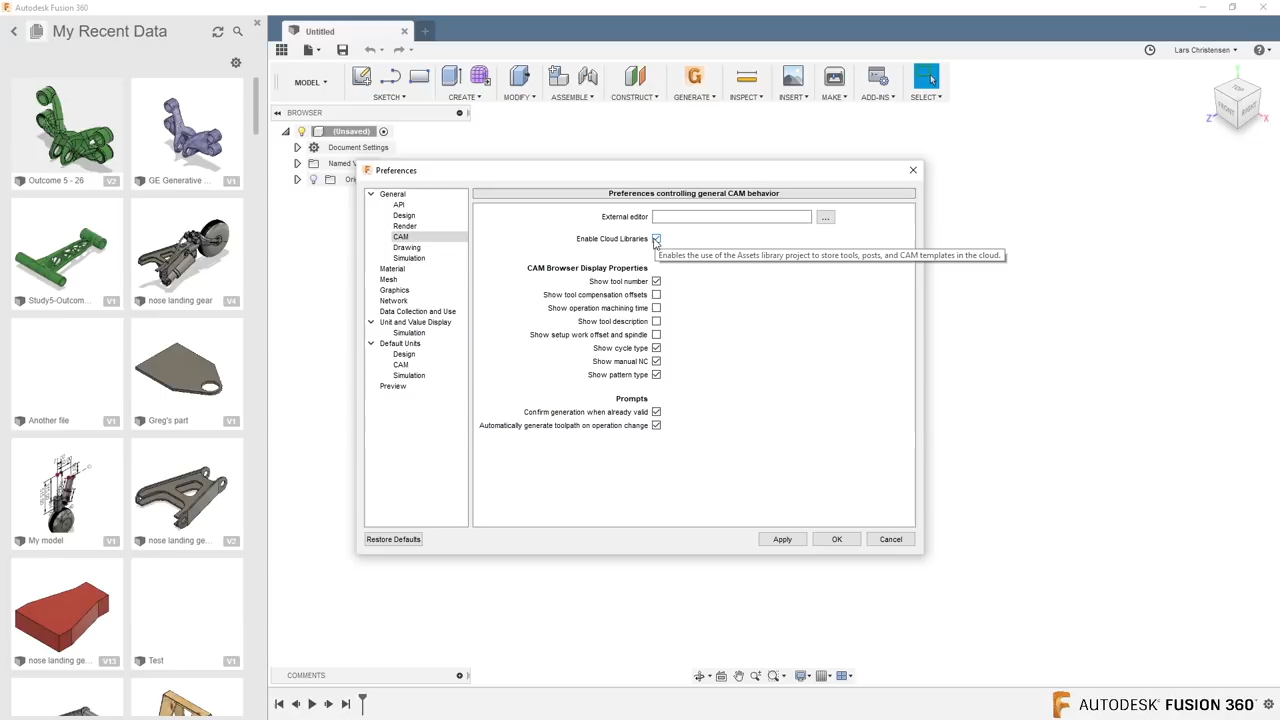 Autodesk Fusion 360
My Recent Data
Outcome 5 - 26 V2
GE Generative ... V1
Study5-Outcom... V1
nose landing gear V4
Another file V1
Greg's part V1
My model V1
nose landing ge... V2
nose landing ge... V13
Test V1
Untitled
Lars Christensen
MODEL
SKETCH
CREATE
MODIFY
ASSEMBLE
CONSTRUCT
GENERATE
INSPECT
INSERT
MAKE
ADD-INS
SELECT
TOP
FRONT
RIGHT
Y
Z
X
BROWSER
(Unsaved)
Document Settings
Named V
Ori
Preferences
General
API
Design
Render
CAM
Drawing
Simulation
Material
Mesh
Graphics
Network
Data Collection and Use
Unit and Value Display
Simulation
Default Units
Design
CAM
Simulation
Preview
Preferences controlling general CAM behavior
External editor
...
Enable Cloud Libraries
Enables the use of the Assets library project to store tools, posts, and CAM templates in the cloud.
CAM Browser Display Properties
Show tool number
Show tool compensation offsets
Show operation machining time
Show tool description
Show setup work offset and spindle
Show cycle type
Show manual NC
Show pattern type
Prompts
Confirm generation when already valid
Automatically generate toolpath on operation change
Restore Defaults
Apply
OK
Cancel
COMMENTS
AUTODESK FUSION 360